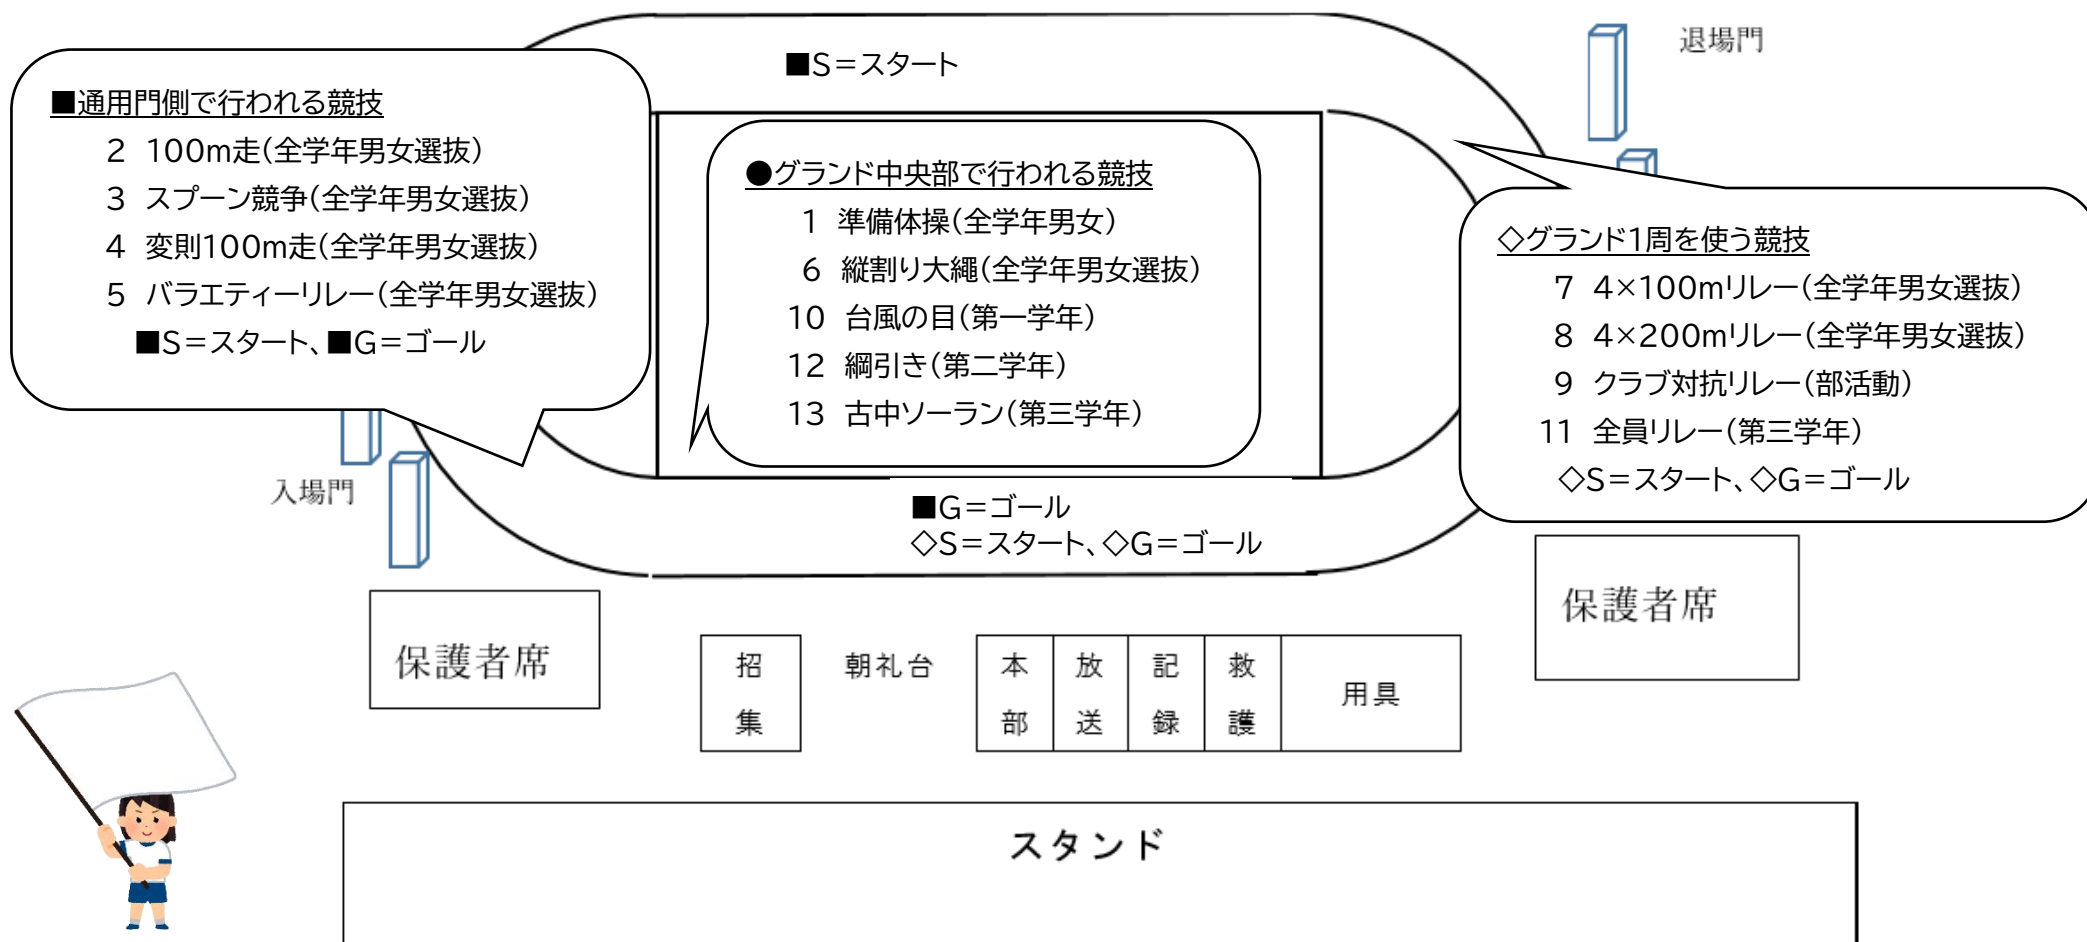 ■S＝スタート
退場門
■通用門側で行われる競技
2 100m走(全学年男女選抜)
3 スプーン競争(全学年男女選抜)
4 変則100m走(全学年男女選抜)
5 バラエティーリレー(全学年男女選抜)
■S＝スタート、■G＝ゴール
●グランド中央部で行われる競技
1 準備体操(全学年男女)
6 縦割り大繩(全学年男女選抜)
10 台風の目(第一学年)
12 綱引き(第二学年)
13 古中ソーラン(第三学年)
◇グランド1周を使う競技
7 4×100mリレー(全学年男女選抜)
8 4×200mリレー(全学年男女選抜)
9 クラブ対抗リレー(部活動)
11 全員リレー(第三学年)
◇S＝スタート、◇G＝ゴール
入場門
■G＝ゴール
◇S＝スタート、◇G＝ゴール
保護者席
招集
朝礼台
本部
放送
記録
救護
用具
保護者席
スタンド